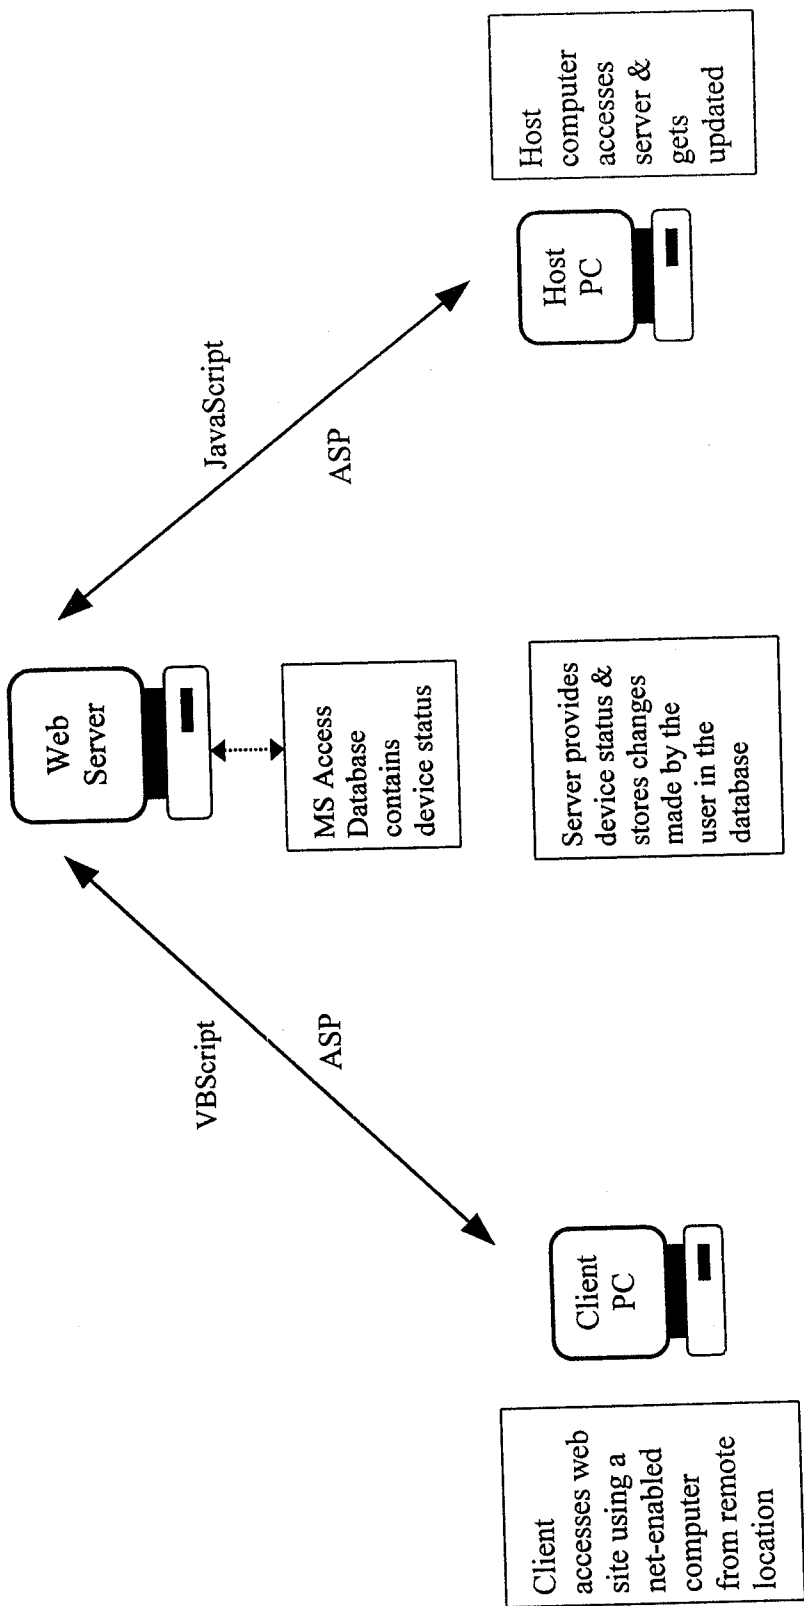 Web
Server
VBScript
ASP
JavaScript
ASP
MS Access
Database
contains
device status
Client
accesses web
site using a
net-enabled
computer
from remote
location
Client
PC
Server provides
device status &
stores changes
made by the
user in the
database
Host
PC
Host
computer
accesses
server &
gets
updated